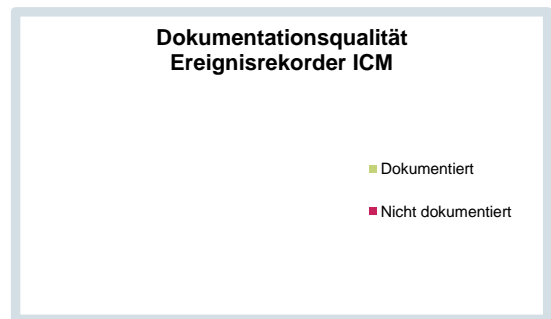 Dokumentationsqualität
Ereignisrekorder ICM
Dokumentiert
Nicht dokumentiert